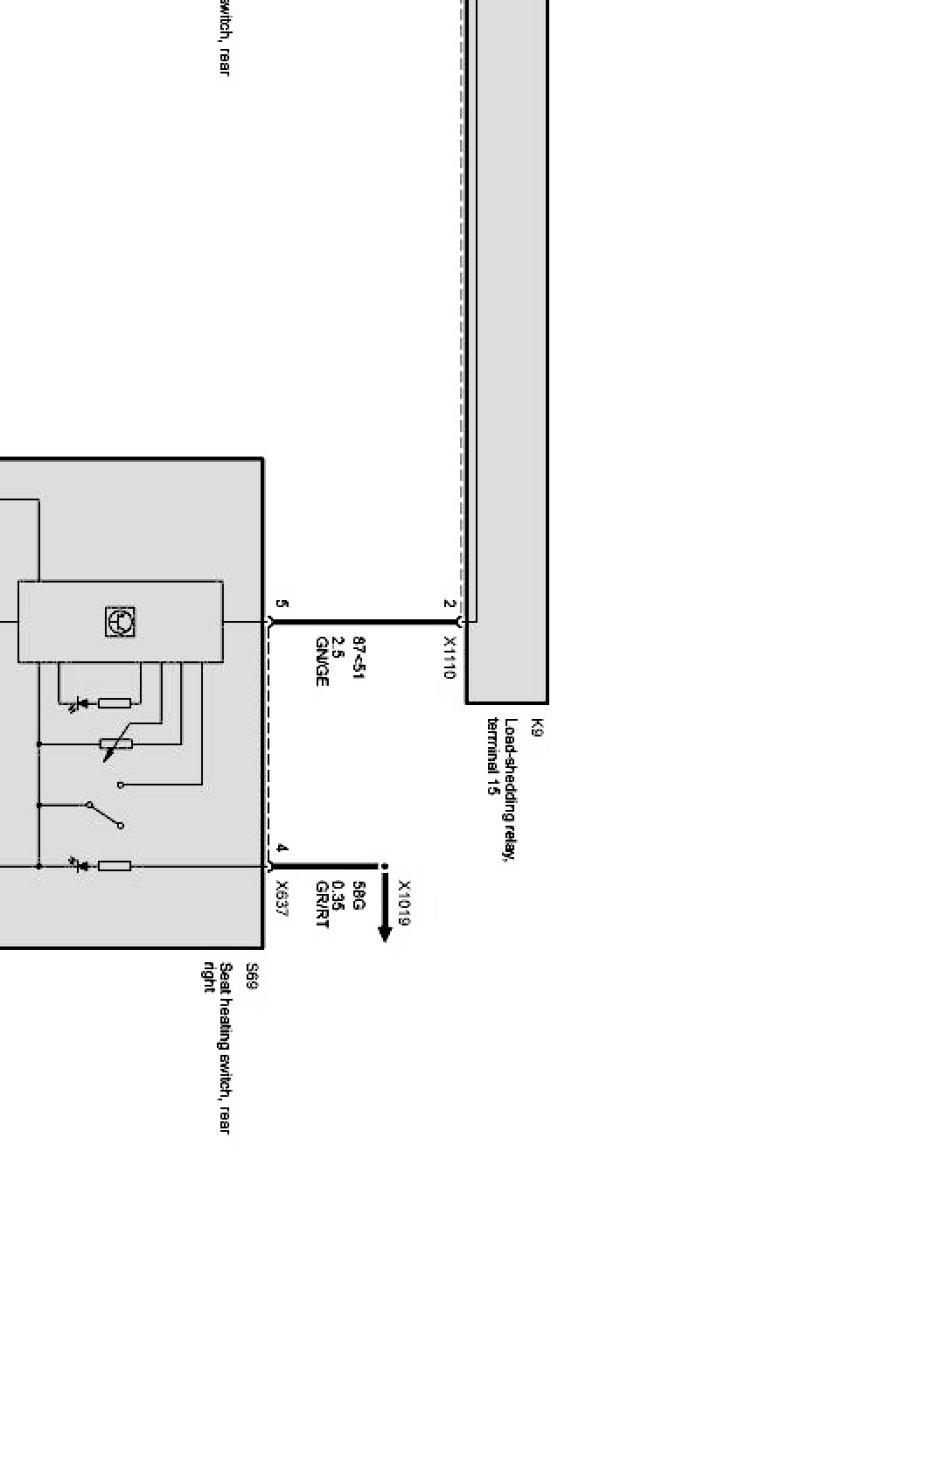 K9
Load-shedding relay,
terminal 15
2
X1110
87<51
2.5
GN/GE
5
X1019
58G
0.35
GR/RT
4
X637
switch, rear
S69
Seat heating switch, rear
right